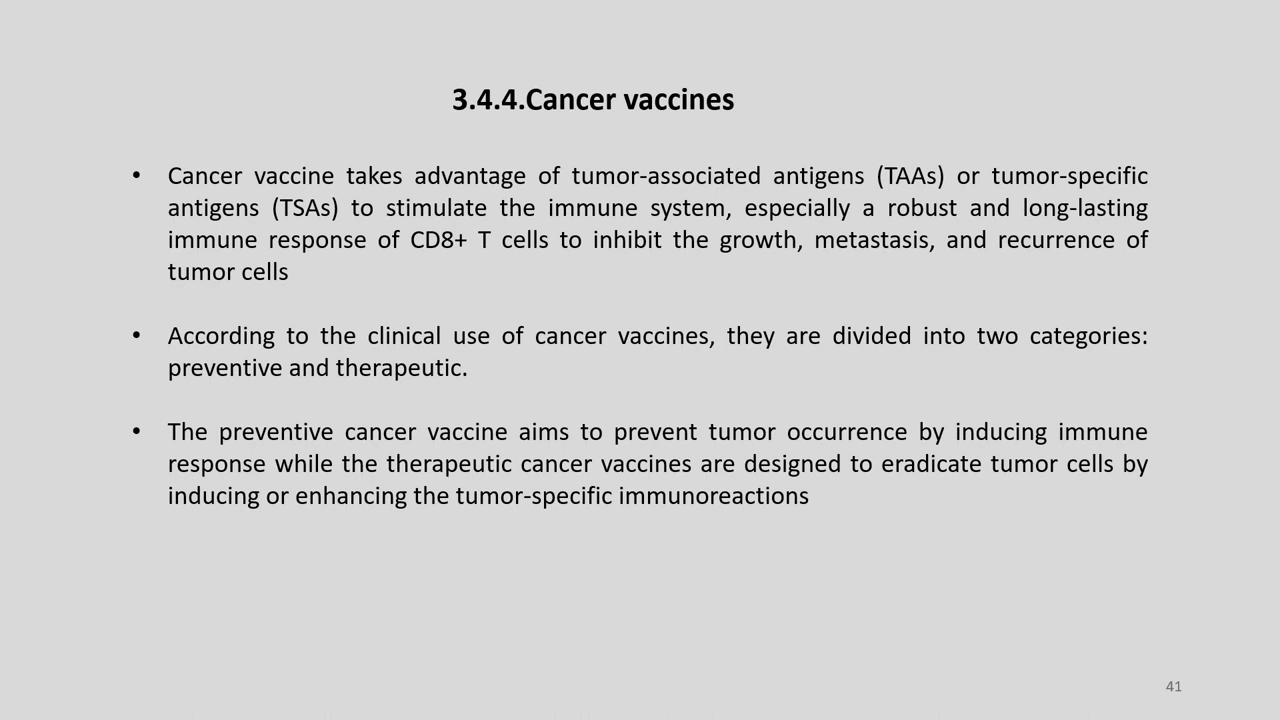 3.4.4.Cancer vaccines
• Cancer vaccine takes advantage of tumor-associated antigens (TAAs) or tumor-specific
antigens (TSAs) to stimulate the immune system, especially a robust and long-lasting
immune response of CD8+ T cells to inhibit the growth, metastasis, and recurrence of
tumor cells
• According to the clinical use of cancer vaccines, they are divided into two categories:
preventive and therapeutic.
• The preventive cancer vaccine aims to prevent tumor occurrence by inducing immune
response while the therapeutic cancer vaccines are designed to eradicate tumor cells by
inducing or enhancing the tumor-specific immunoreactions
41